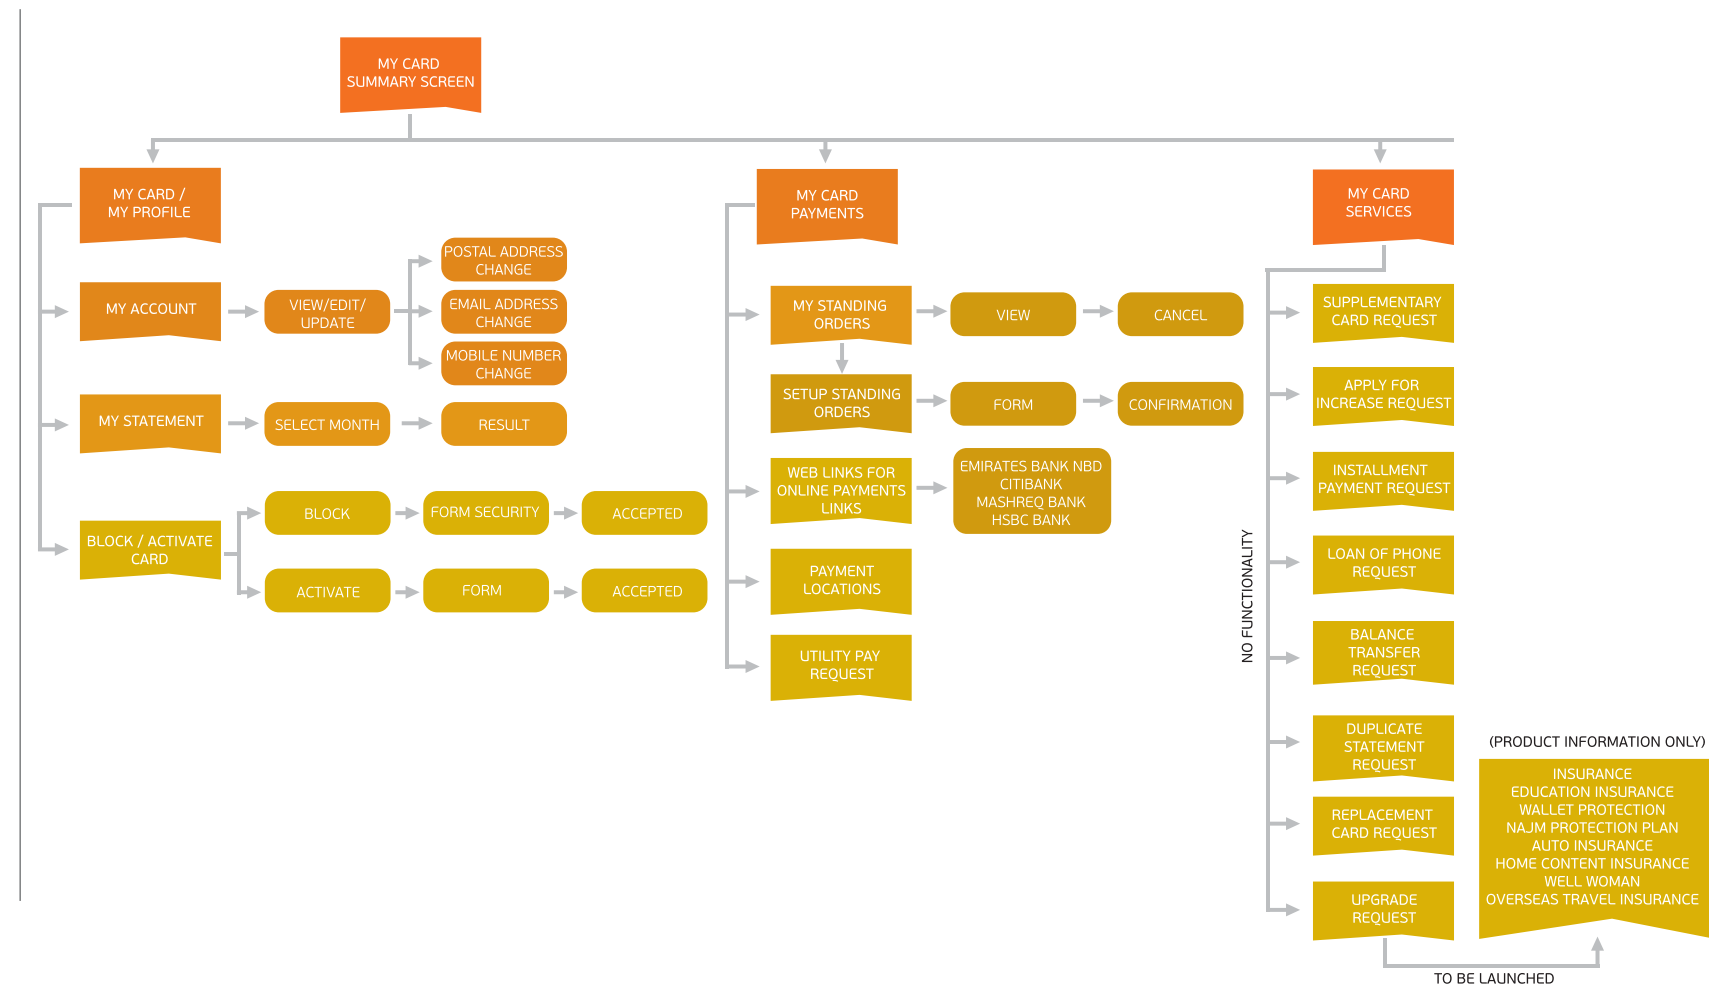 MY CARD
SUMMARY SCREEN
MY CARD /
MY PROFILE
MY ACCOUNT
VIEW/EDIT/
UPDATE
POSTAL ADDRESS
CHANGE
EMAIL ADDRESS
CHANGE
MOBILE NUMBER
CHANGE
MY STATEMENT
SELECT MONTH
RESULT
BLOCK / ACTIVATE
CARD
BLOCK
FORM SECURITY
ACCEPTED
ACTIVATE
FORM
ACCEPTED
MY CARD
PAYMENTS
MY STANDING
ORDERS
VIEW
CANCEL
SETUP STANDING
ORDERS
FORM
CONFIRMATION
WEB LINKS FOR
ONLINE PAYMENTS
LINKS
EMIRATES BANK NBD
CITIBANK
MASHREQ BANK
HSBC BANK
PAYMENT
LOCATIONS
UTILITY PAY
REQUEST
MY CARD
SERVICES
NO FUNCTIONALITY
SUPPLEMENTARY
CARD REQUEST
APPLY FOR
INCREASE REQUEST
INSTALLMENT
PAYMENT REQUEST
LOAN OF PHONE
REQUEST
BALANCE
TRANSFER
REQUEST
DUPLICATE
STATEMENT
REQUEST
REPLACEMENT
CARD REQUEST
UPGRADE
REQUEST
TO BE LAUNCHED
(PRODUCT INFORMATION ONLY)
INSURANCE
EDUCATION INSURANCE
WALLET PROTECTION
NAJM PROTECTION PLAN
AUTO INSURANCE
HOME CONTENT INSURANCE
WELL WOMAN
OVERSEAS TRAVEL INSURANCE